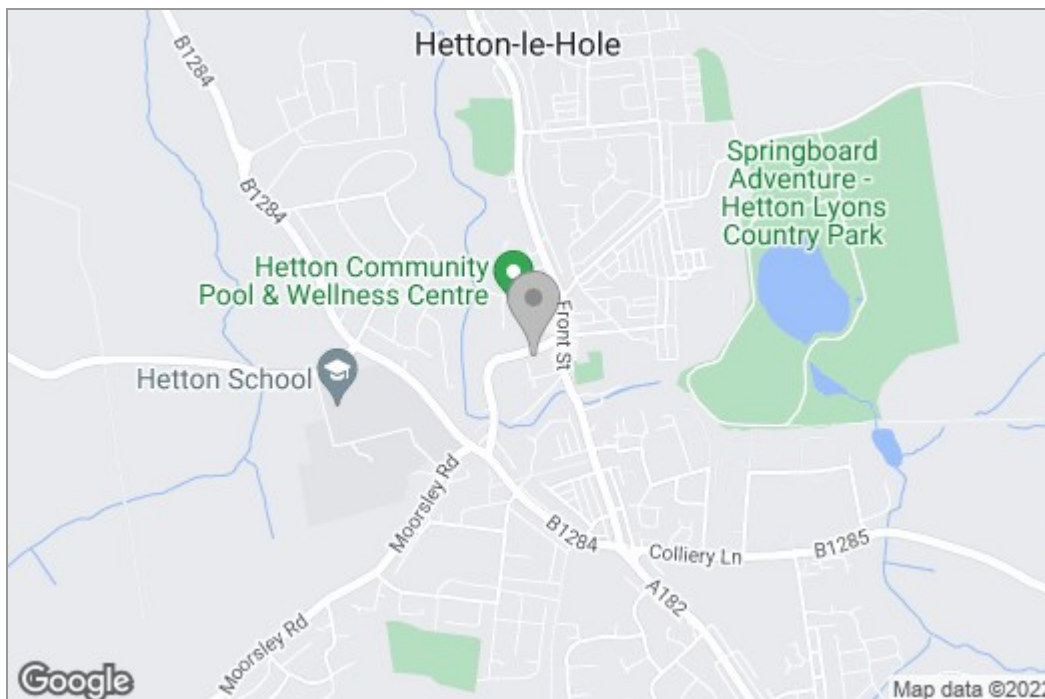 Hetton-le-Hole
B1284
B1284
Springboard
Adventure -
Hetton Lyons
Country Park
Hetton Community
Pool & Wellness Centre
Front St
Hetton School
Moorsley Rd
B1284
Colliery Ln
B1285
A182
Moorsley Rd
Google
Map data ©2022